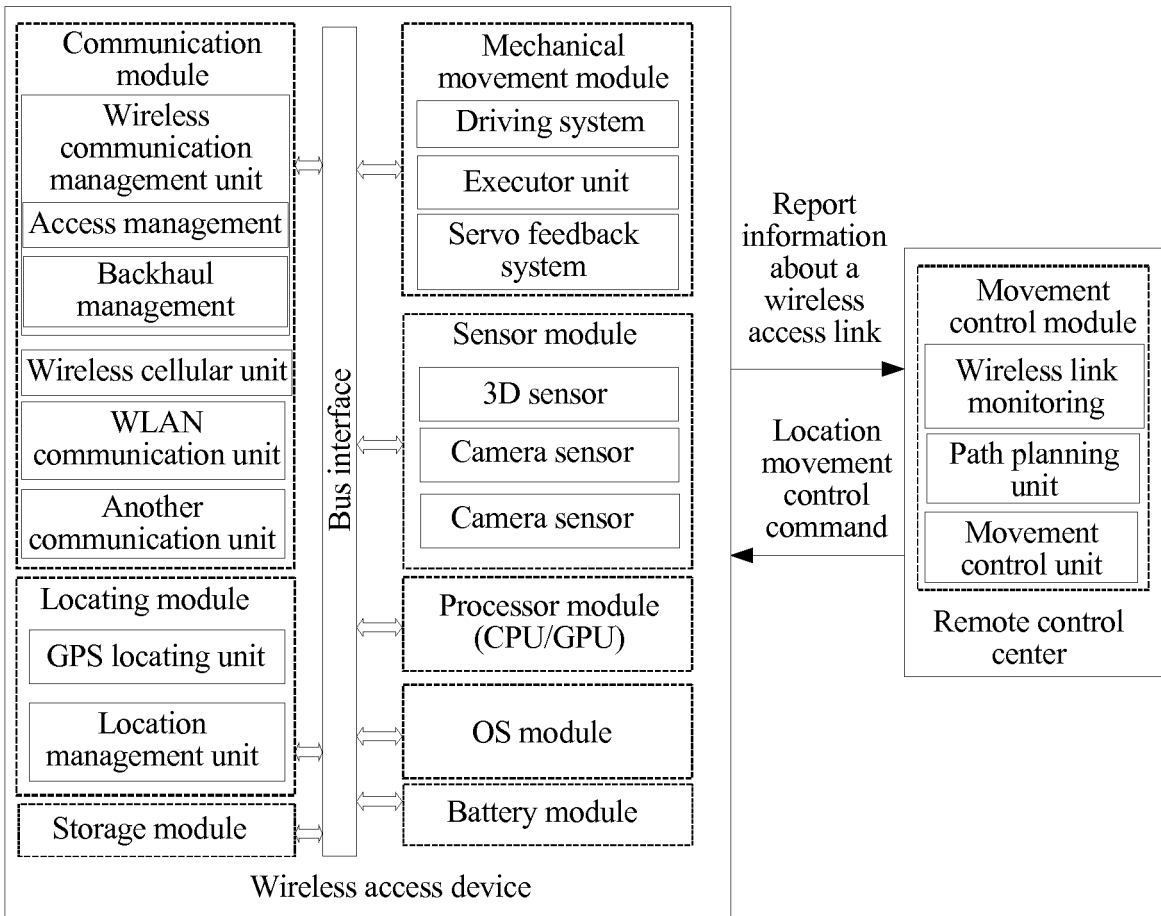 Communication
module
Wireless
communication
management unit
Access management
Backhaul
management
Wireless cellular unit
WLAN
communication unit
Another
communication unit
Locating module
GPS locating unit
Location
management unit
Storage module
Bus interface
Mechanical
movement module
Driving system
Executor unit
Servo feedback
system
Sensor module
3D sensor
Camera sensor
Camera sensor
Processor module
(CPU/GPU)
OS module
Battery module
Wireless access device
Report
information
about a
wireless
access link
Location
movement
control
command
Movement
control module
Wireless link
monitoring
Path planning
unit
Movement
control unit
Remote control
center